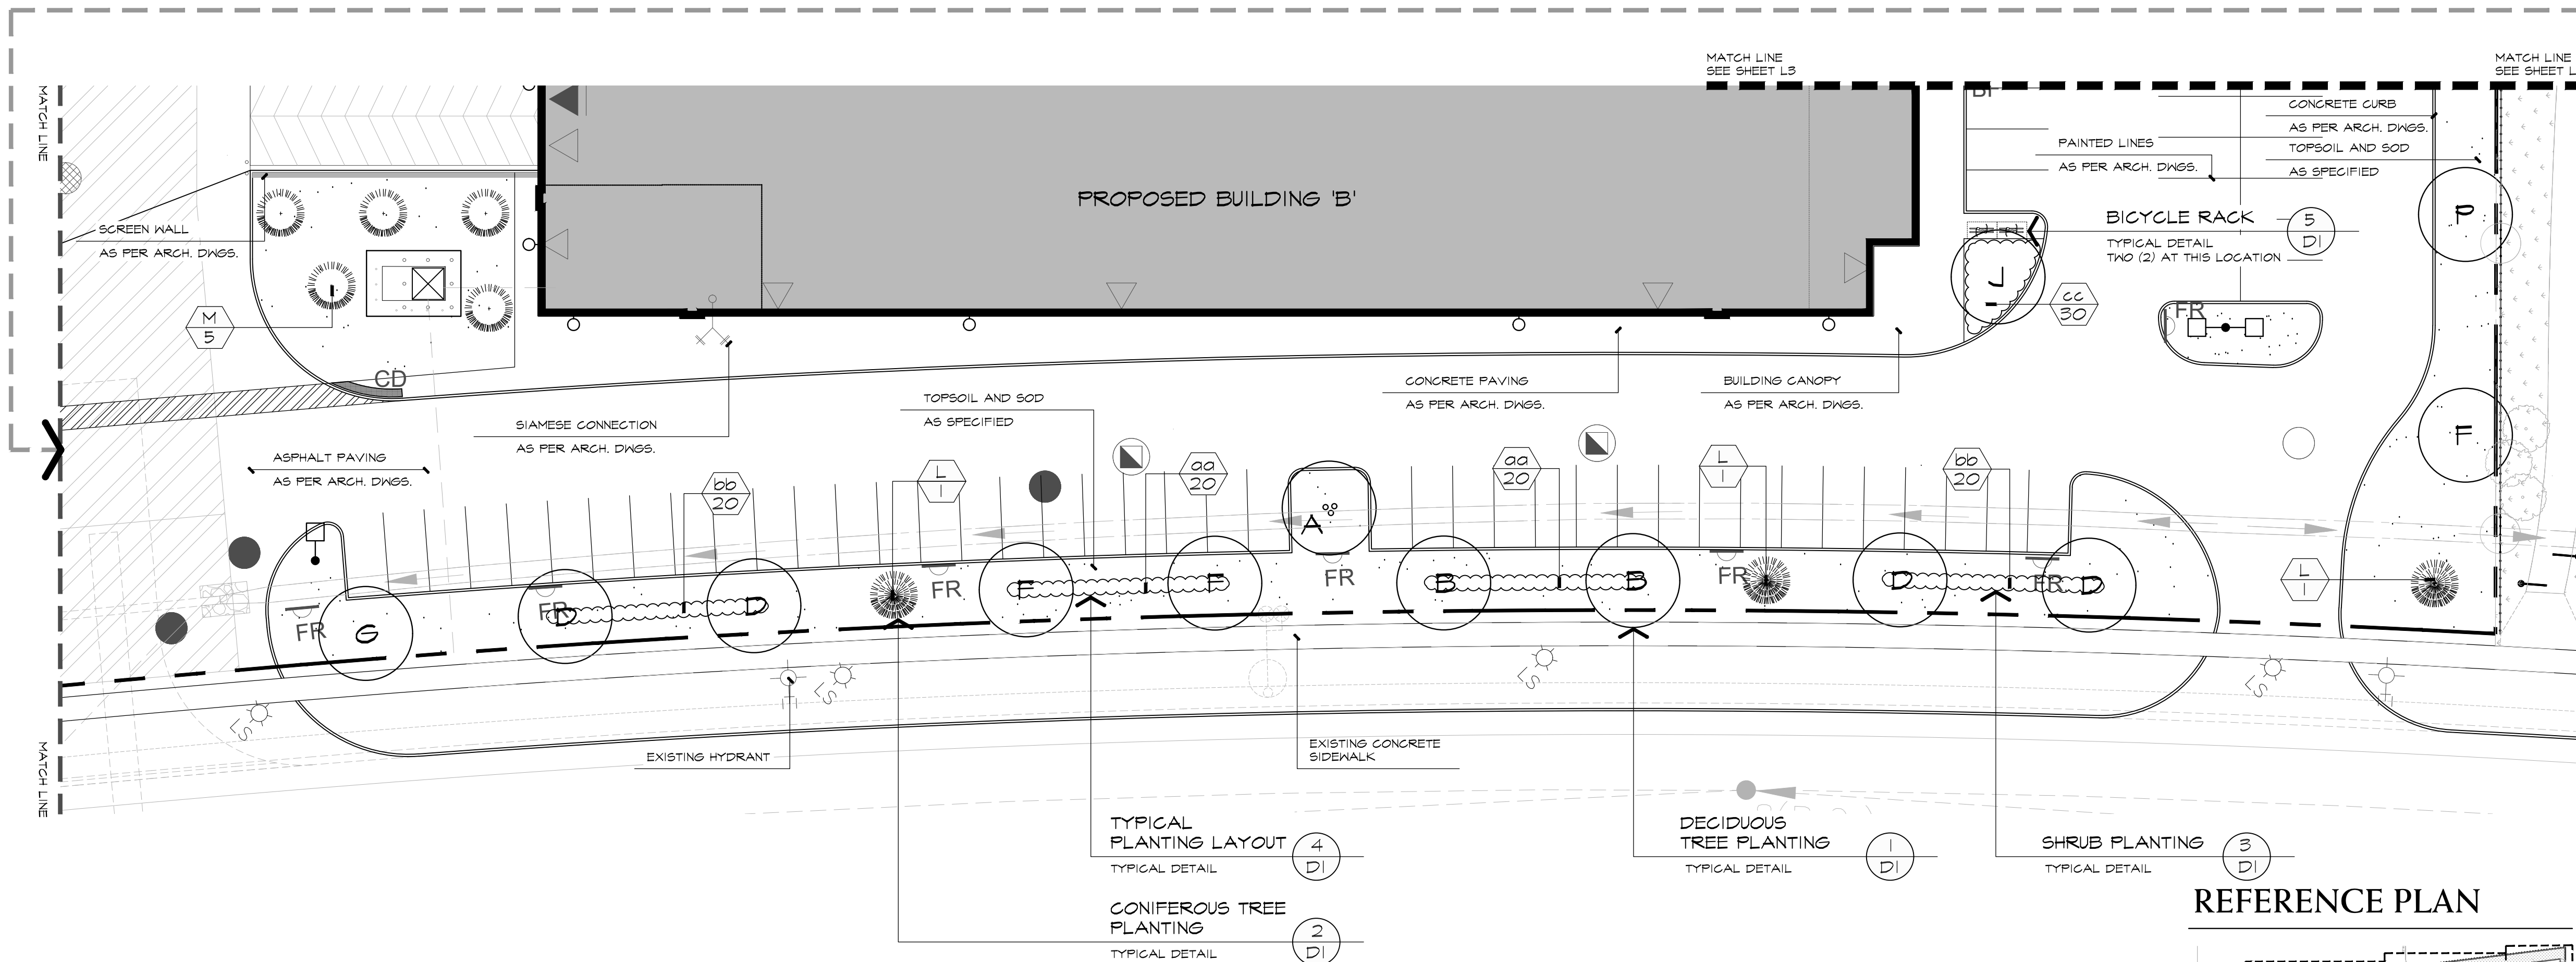 MATCH LINE
SEE SHEET L3
MATCH LINE
SEE SHEET L
MATCH LINE
CONCRETE CURB
AS PER ARCH. DWGS.
PAINTED LINES
AS PER ARCH. DWGS.
TOPSOIL AND SOD
AS SPECIFIED
PROPOSED BUILDING 'B'
P
BICYCLE RACK
5
D1
TYPICAL DETAIL
TWO (2) AT THIS LOCATION
SCREEN WALL
AS PER ARCH. DWGS.
J
cc
30
M
5
FR
CD
CONCRETE PAVING
AS PER ARCH. DWGS.
BUILDING CANOPY
AS PER ARCH. DWGS.
TOPSOIL AND SOD
AS SPECIFIED
SIAMESE CONNECTION
AS PER ARCH. DWGS.
F
ASPHALT PAVING
AS PER ARCH. DWGS.
bb
20
L
1
aa
20
aa
20
L
1
bb
20
A
L
1
FR
G
FR
D
D
FR
F
F
FR
B
B
FR
D
FR
D
LS
LS
LS
LS
EXISTING HYDRANT
EXISTING CONCRETE
SIDEWALK
MATCH LINE
TYPICAL
PLANTING LAYOUT
4
D1
TYPICAL DETAIL
DECIDUOUS
TREE PLANTING
1
D1
TYPICAL DETAIL
SHRUB PLANTING
3
D1
TYPICAL DETAIL
REFERENCE PLAN
CONIFEROUS TREE
PLANTING
2
D1
TYPICAL DETAIL